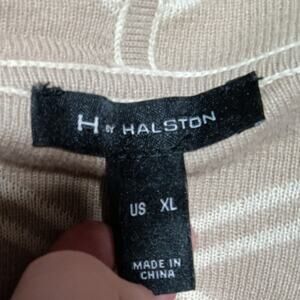 H BY HALSTON
US XL
MADE IN
CHINA